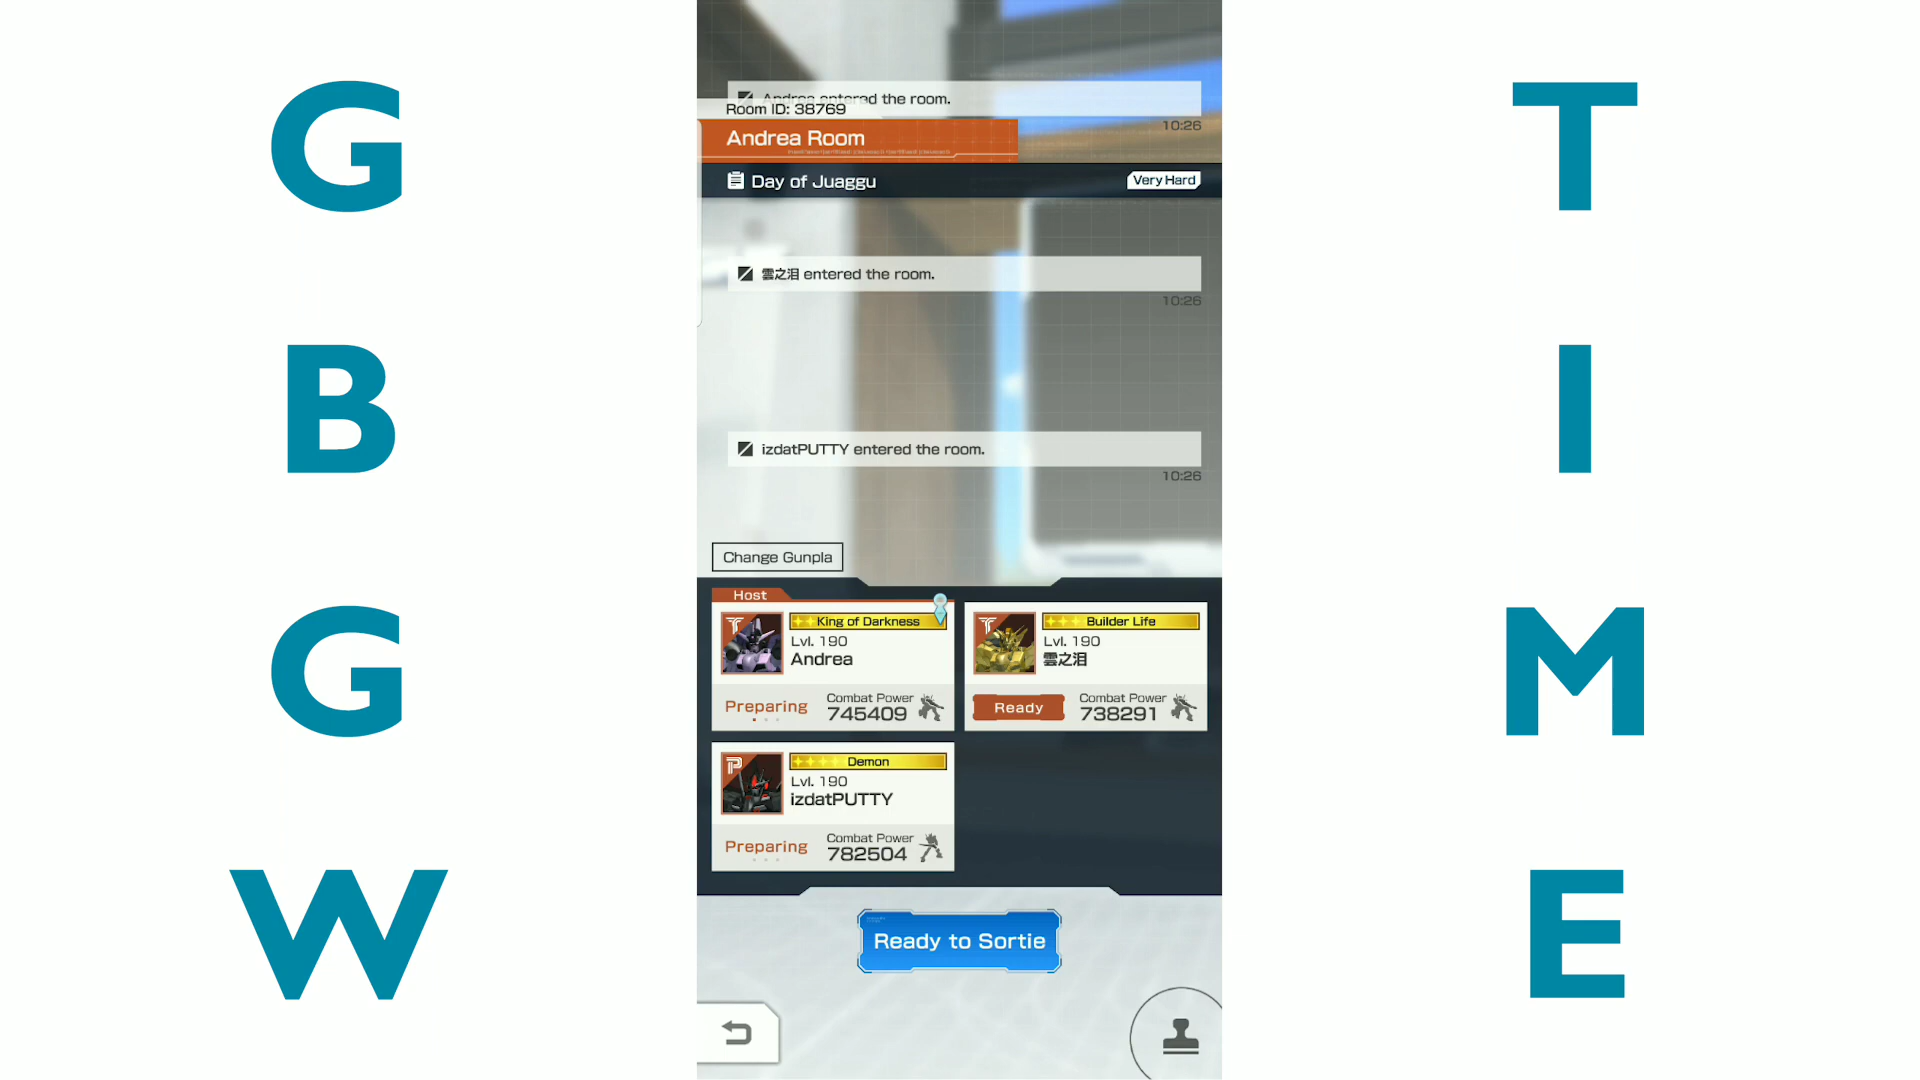 G
B
G
W
T
I
M
E
Andrea entered the room.
Room ID: 38769
10:26
Andrea Room
Day of Juaggu
Very Hard
雲之泪 entered the room.
10:26
izdatPUTTY entered the room.
10:26
Change Gunpla
Host
T
King of Darkness
Lvl. 190
Andrea
Preparing
Combat Power
745409
T
Builder Life
Lvl. 190
雲之泪
Ready
Combat Power
738291
P
Demon
Lvl. 190
izdatPUTTY
Preparing
Combat Power
782504
Ready to Sortie